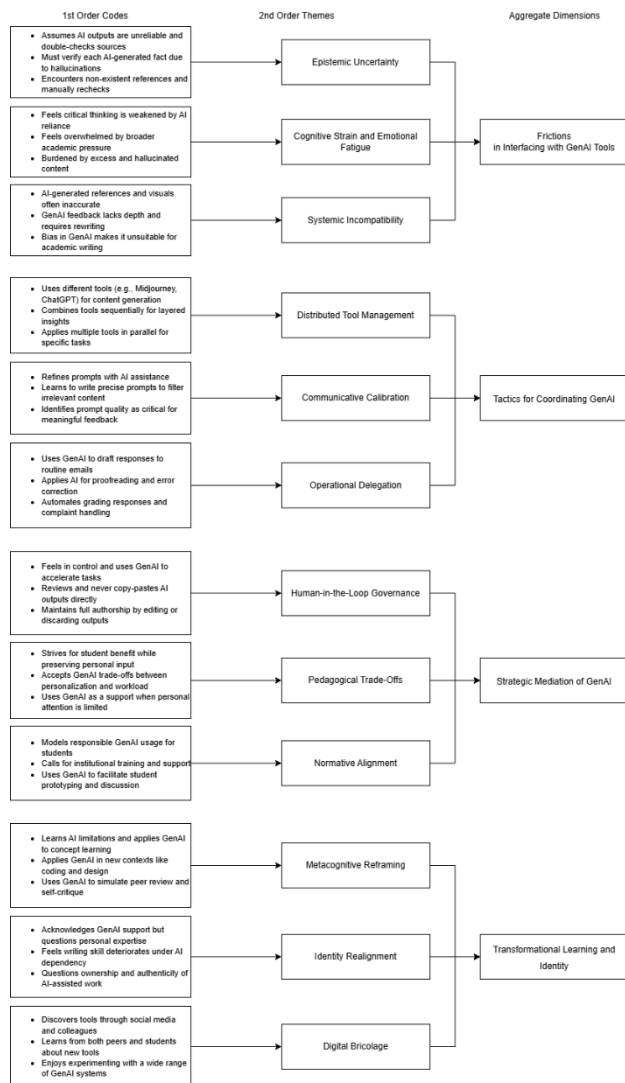 1st Order Codes
2nd Order Themes
Aggregate Dimensions
• Assumes AI outputs are unreliable and
double-checks sources
• Must verify each AI-generated fact due
to hallucinations
• Encounters non-existent references and
manually rechecks
Epistemic Uncertainty
• Feels critical thinking is weakened by AI
reliance
• Feels overwhelmed by broader
academic pressure
• Burdened by excess and hallucinated
content
Cognitive Strain and Emotional
Fatigue
Frictions
in Interfacing with GenAI Tools
• AI-generated references and visuals
often inaccurate
• GenAI feedback lacks depth and
requires rewriting
• Bias in GenAI makes it unsuitable for
academic writing
Systemic Incompatibility
• Uses different tools (e.g., Midjourney,
ChatGPT) for content generation
• Combines tools sequentially for layered
insights
• Applies multiple tools in parallel for
specific tasks
Distributed Tool Management
• Refines prompts with AI assistance
• Learns to write precise prompts to filter
irrelevant content
• Identifies prompt quality as critical for
meaningful feedback
Communicative Calibration
Tactics for Coordinating GenAI
• Uses GenAI to draft responses to
routine emails
• Applies AI for proofreading and error
correction
• Automates grading responses and
complaint handling
Operational Delegation
• Feels in control and uses GenAI to
accelerate tasks
• Reviews and never copy-pastes AI
outputs directly
• Maintains full authorship by editing or
discarding outputs
Human-in-the-Loop Governance
• Strives for student benefit while
preserving personal input
• Accepts GenAI trade-offs between
personalization and workload
• Uses GenAI as a support when personal
attention is limited
Pedagogical Trade-Offs
Strategic Mediation of GenAI
• Models responsible GenAI usage for
students
• Calls for institutional training and support
• Uses GenAI to facilitate student
prototyping and discussion
Normative Alignment
• Learns AI limitations and applies GenAI
to concept learning
• Applies GenAI in new contexts like
coding and design
• Uses GenAI to simulate peer review and
self-critique
Metacognitive Reframing
• Acknowledges GenAI support but
questions personal expertise
• Feels writing skill deteriorates under AI
dependency
• Questions ownership and authenticity of
AI-assisted work
Identity Realignment
Transformational Learning and
Identity
• Discovers tools through social media
and colleagues
• Learns from both peers and students
about new tools
• Enjoys experimenting with a wide range
of GenAI systems
Digital Bricolage